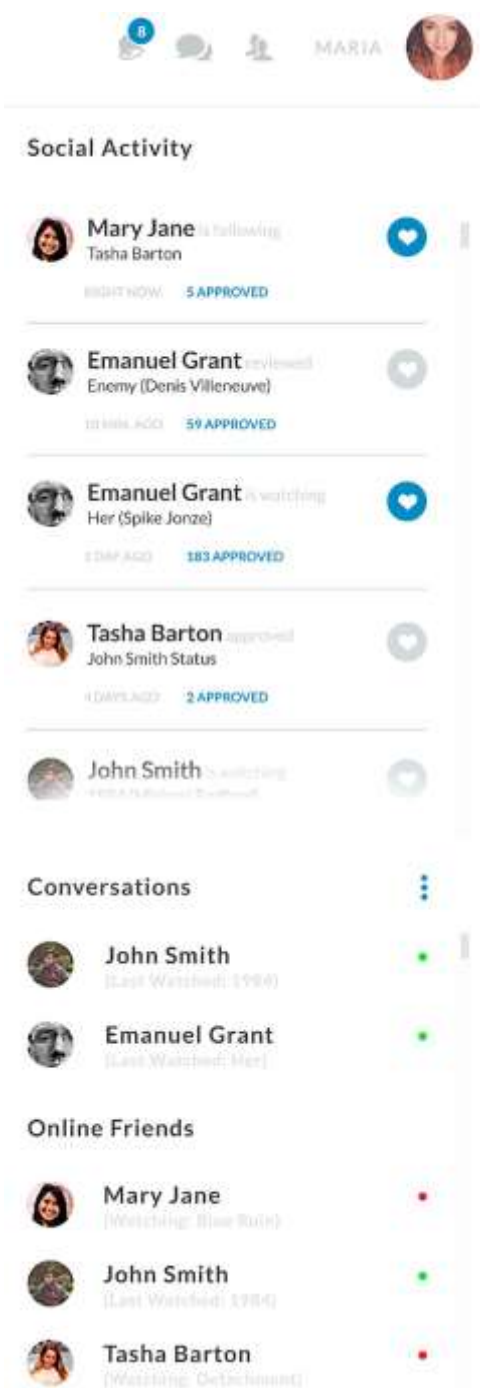 8
MARIA
Social Activity
Mary Jane is following
Tasha Barton
RIGHT NOW 5 APPROVED
Emanuel Grant reviewed
Enemy (Denis Villeneuve)
10 MIN. AGO 59 APPROVED
Emanuel Grant is watching
Her (Spike Jonze)
1 DAY AGO 183 APPROVED
Tasha Barton approved
John Smith Status
4 DAYS AGO 2 APPROVED
John Smith is watching
Conversations
John Smith
(Last Watched: 1984)
Emanuel Grant
(Last Watched: Her)
Online Friends
Mary Jane
(Watching: Blue Ruin)
John Smith
(Last Watched: 1984)
Tasha Barton
(Watching: Detachment)